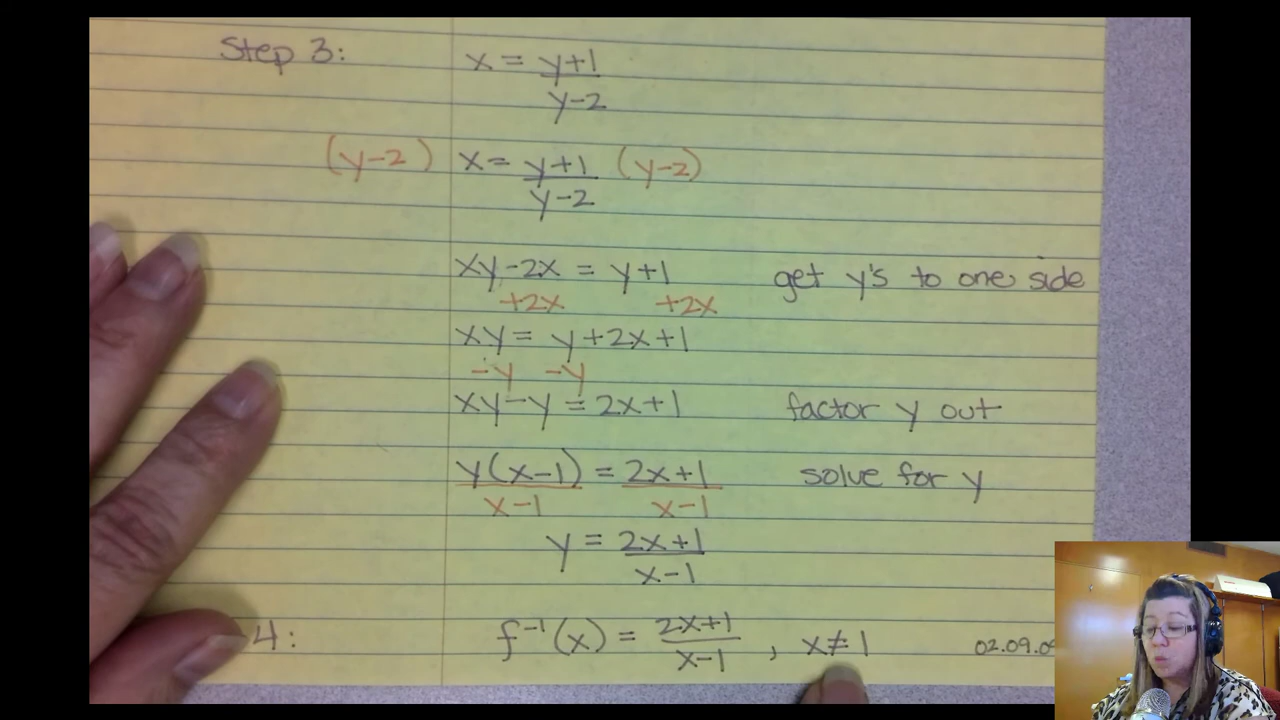 Step 3: x = y+1 / y-2
(y-2) x = y+1 / y-2 (y-2)
xy-2x = y+1 get y's to one side
+2x +2x
xy = y+2x+1
-y -y
xy-y = 2x+1 factor y out
y(x-1) = 2x+1 solve for y
x-1 x-1
y = 2x+1 / x-1
4: f⁻¹(x) = 2x+1 / x-1 , x≠1 02.09.